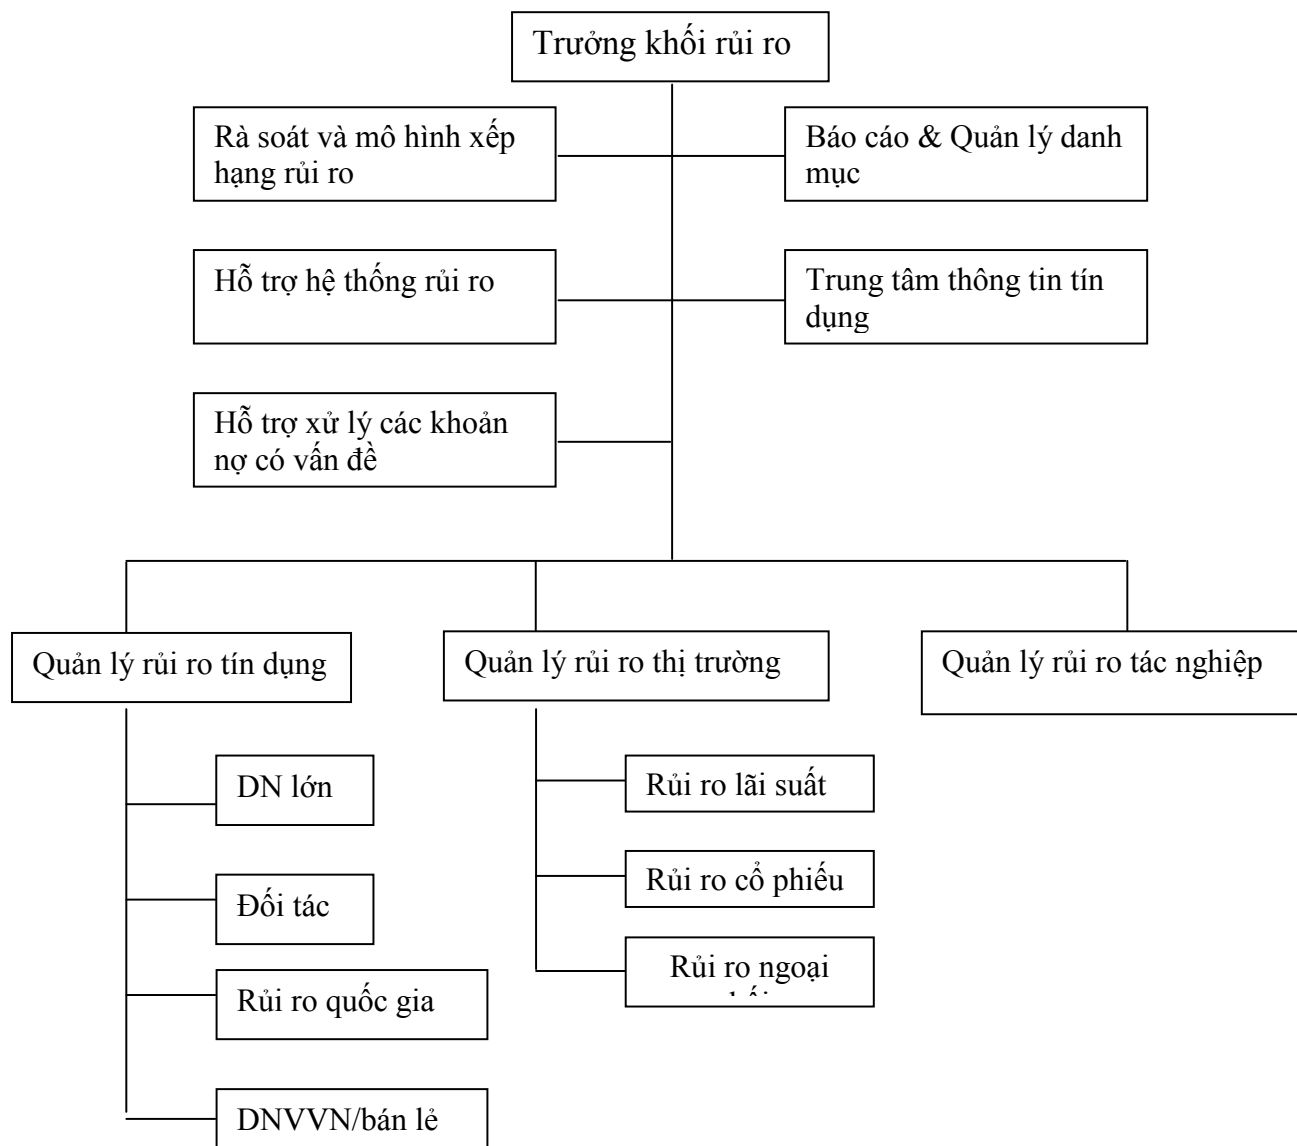 Trưởng khối rủi ro
Rà soát và mô hình xếp
hạng rủi ro
Báo cáo & Quản lý danh
mục
Hỗ trợ hệ thống rủi ro
Trung tâm thông tin tín
dụng
Hỗ trợ xử lý các khoản
nợ có vấn đề
Quản lý rủi ro tín dụng
Quản lý rủi ro thị trường
Quản lý rủi ro tác nghiệp
DN lớn
Rủi ro lãi suất
Đối tác
Rủi ro cổ phiếu
Rủi ro quốc gia
Rủi ro ngoại
DNVVN/bán lẻ